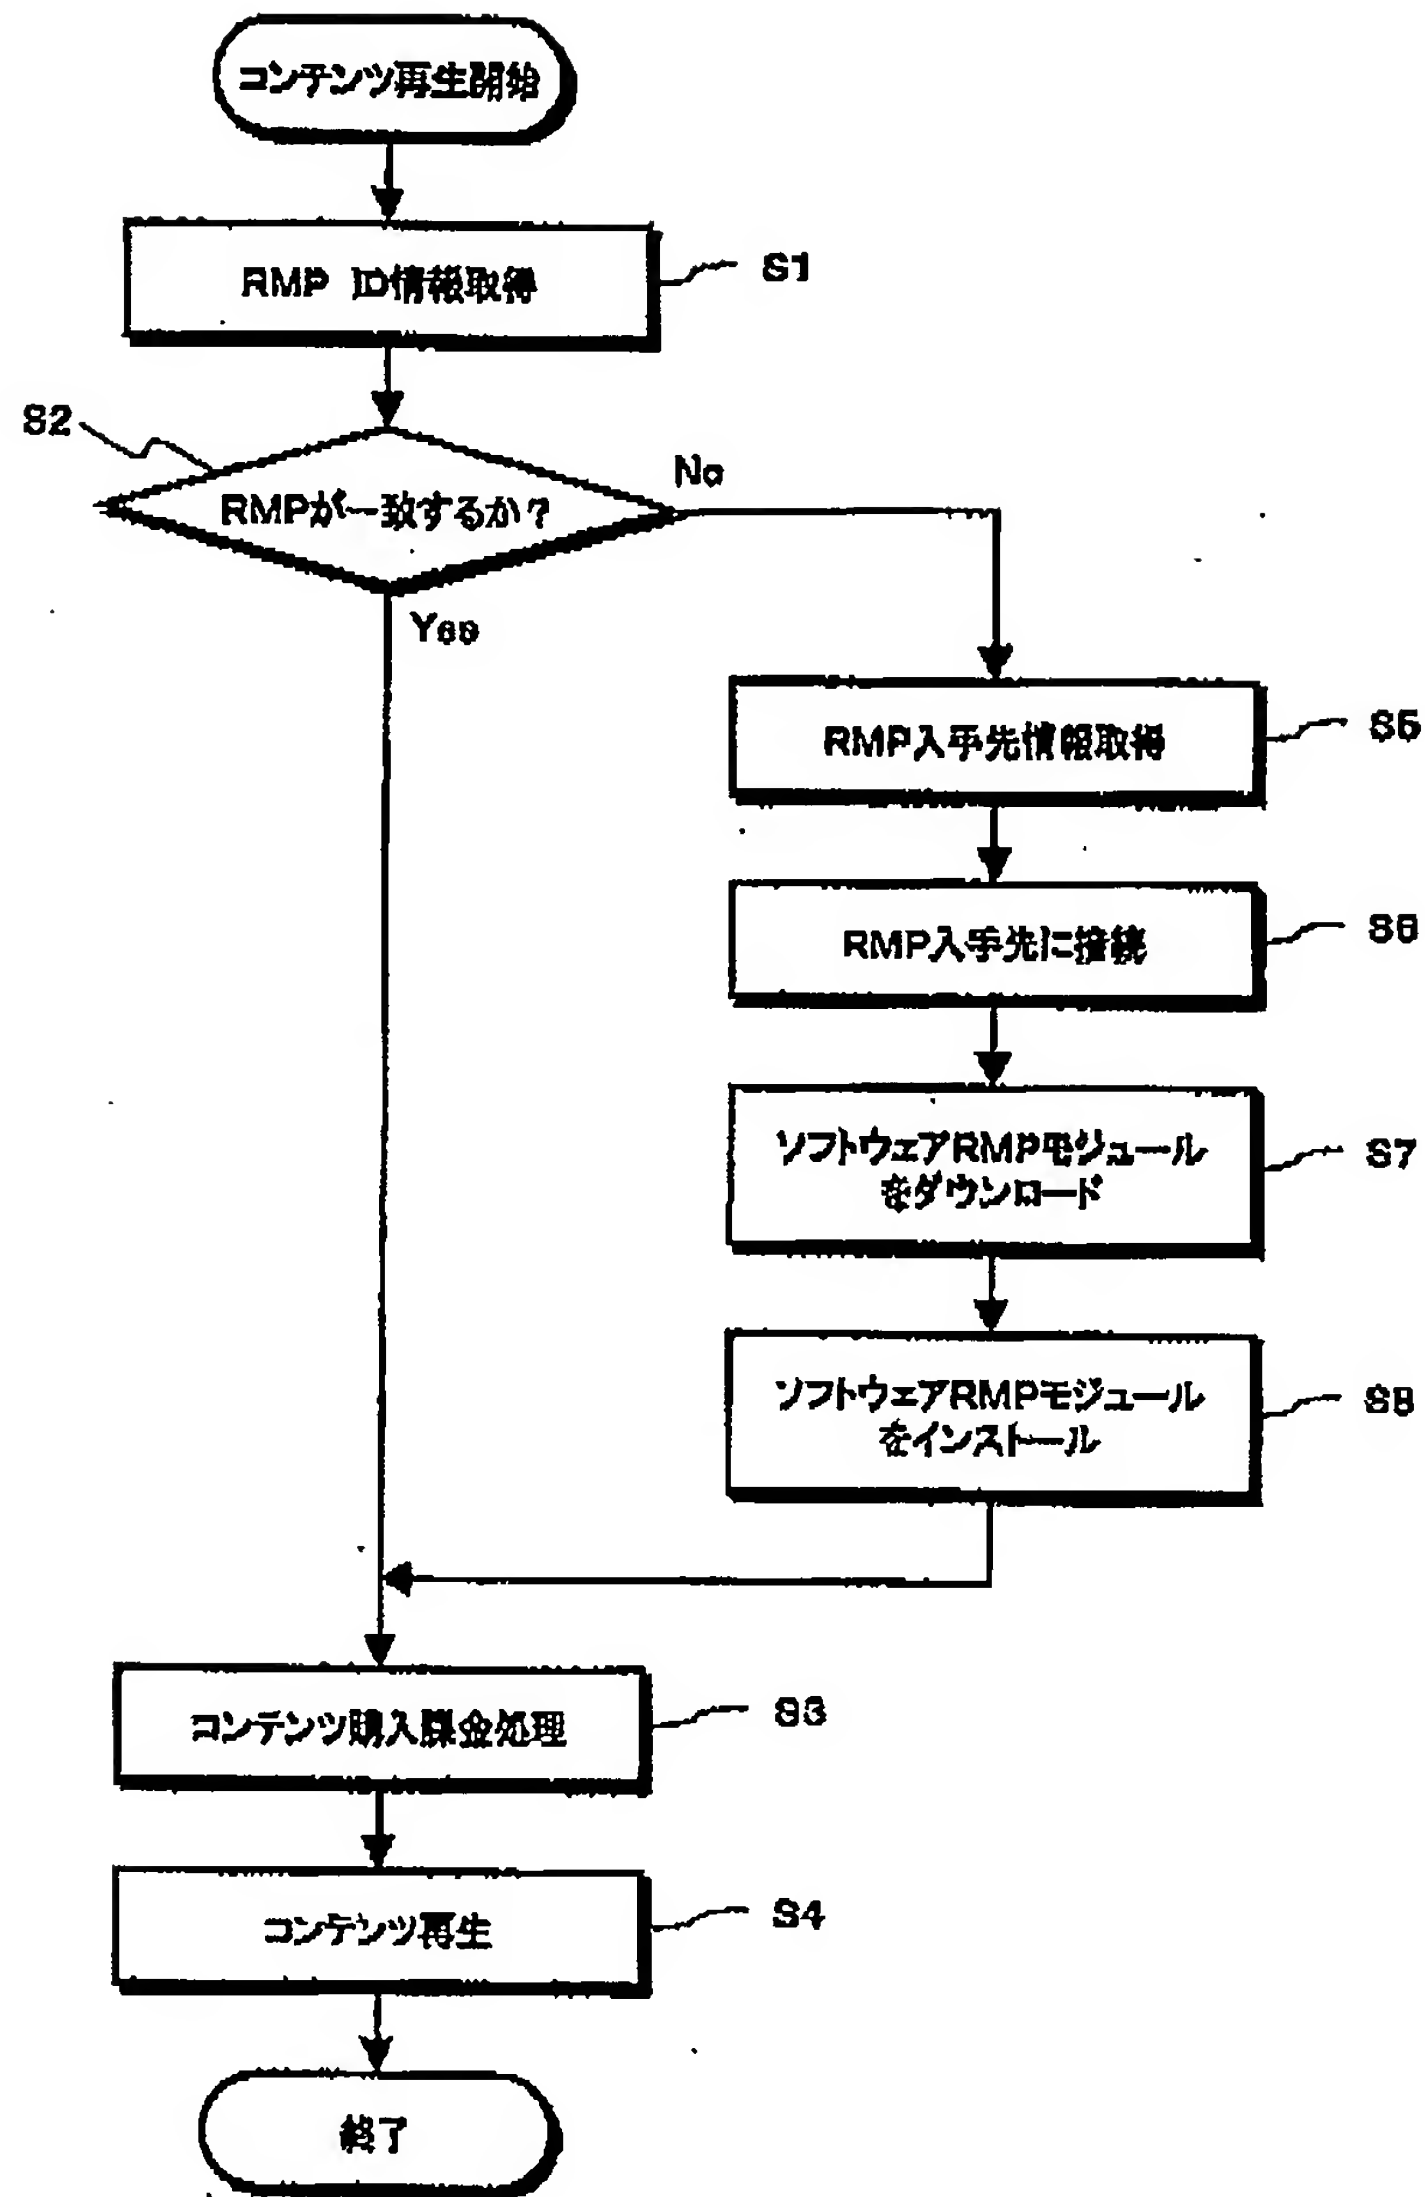 コンテンツ再生開始
RMP ID情報取得
S1
S2
RMPが一致するか?
No
Yes
RMP入手先情報取得
S5
RMP入手先に接続
S6
ソフトウェアRMPモジュール
をダウンロード
S7
ソフトウェアRMPモジュール
をインストール
S8
コンテンツ購入課金処理
S3
コンテンツ再生
S4
終了